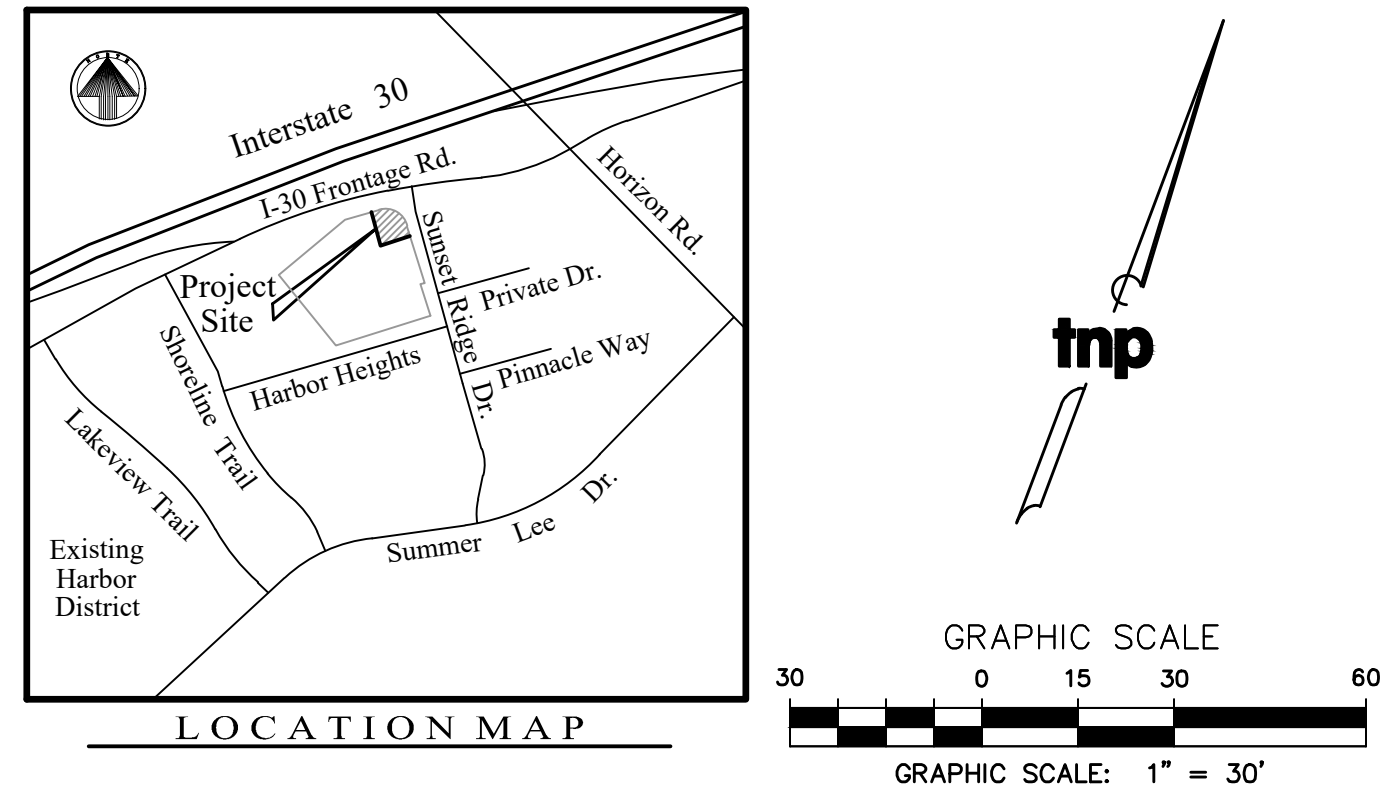 NORTH
Interstate 30
I-30 Frontage Rd.
Horizon Rd.
Sunset Ridge Dr.
Private Dr.
Project
Site
Pinnacle Way
Shoreline Trail
Harbor Heights
Lakeview Trail
Summer Lee Dr.
Existing
Harbor
District
LOCATION MAP
tnp
GRAPHIC SCALE
30 0 15 30 60
GRAPHIC SCALE: 1" = 30'